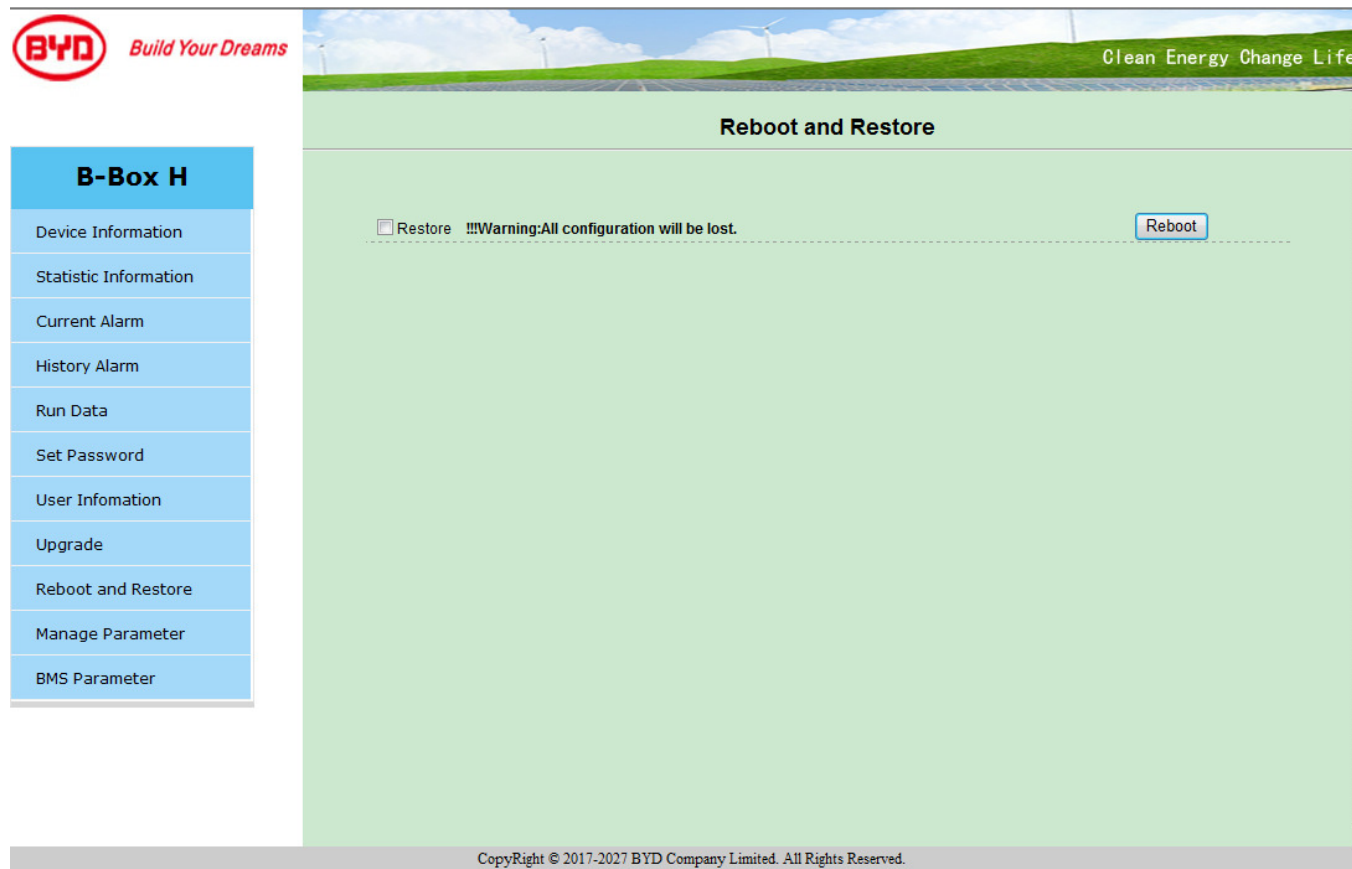 BYD Build Your Dreams
Clean Energy Change Life
Reboot and Restore
B-Box H
Device Information
Statistic Information
Current Alarm
History Alarm
Run Data
Set Password
User Infomation
Upgrade
Reboot and Restore
Manage Parameter
BMS Parameter
Restore !!!Warning:All configuration will be lost. Reboot
CopyRight © 2017-2027 BYD Company Limited. All Rights Reserved.